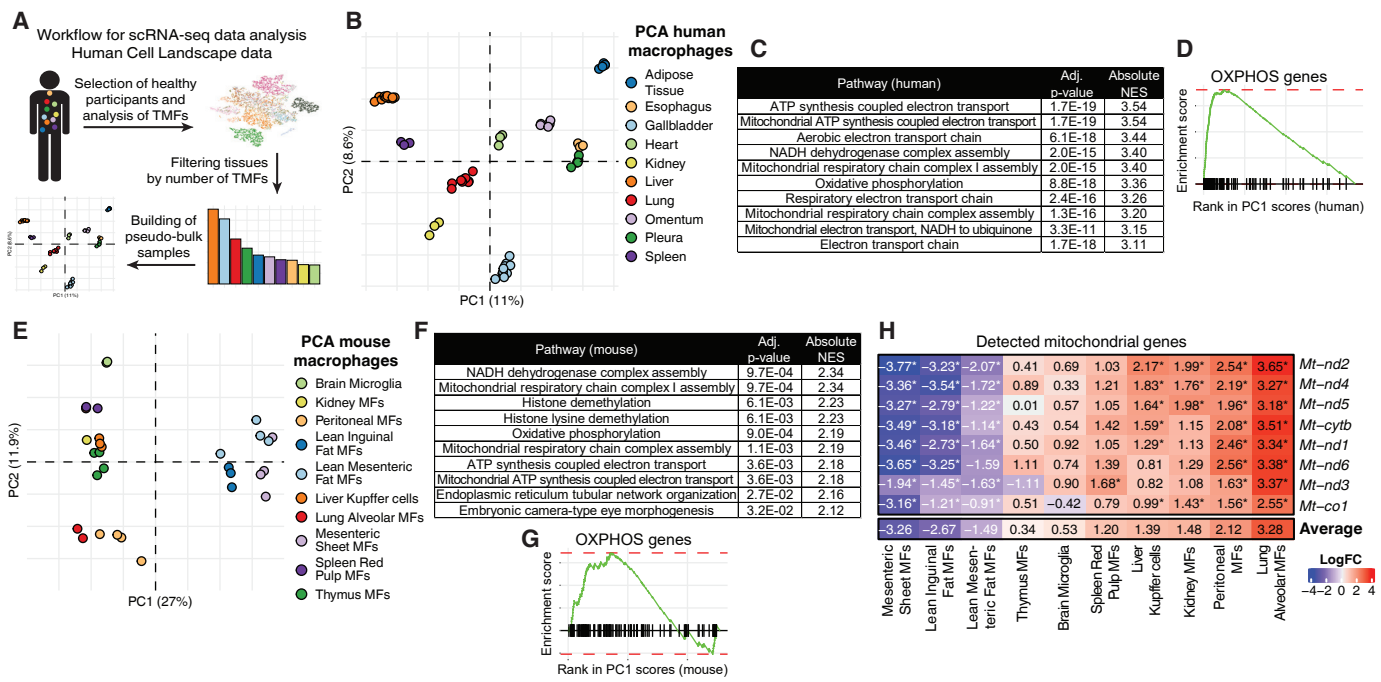 A
Workflow for scRNA-seq data analysis
Human Cell Landscape data
Selection of healthy
participants and
analysis of TMFs
Filtering tissues
by number of TMFs
Building of
pseudo-bulk
samples
PC2 (8.6%)
PC1 (11%)
B
PC2 (8.6%)
PC1 (11%)
PCA human
macrophages
Adipose
Tissue
Esophagus
Gallbladder
Heart
Kidney
Liver
Lung
Omentum
Pleura
Spleen
C
Pathway (human) Adj. p-value Absolute NES
ATP synthesis coupled electron transport 1.7E-19 3.54
Mitochondrial ATP synthesis coupled electron transport 1.7E-19 3.54
Aerobic electron transport chain 6.1E-18 3.44
NADH dehydrogenase complex assembly 2.0E-15 3.40
Mitochondrial respiratory chain complex I assembly 2.0E-15 3.40
Oxidative phosphorylation 8.8E-18 3.36
Respiratory electron transport chain 2.4E-16 3.26
Mitochondrial respiratory chain complex assembly 1.3E-16 3.20
Mitochondrial electron transport, NADH to ubiquinone 3.3E-11 3.15
Electron transport chain 1.7E-18 3.11
D
OXPHOS genes
Enrichment score
Rank in PC1 scores (human)
E
PC2 (11.9%)
PC1 (27%)
PCA mouse
macrophages
Brain Microglia
Kidney MFs
Peritoneal MFs
Lean Inguinal
Fat MFs
Lean Mesenteric
Fat MFs
Liver Kupffer cells
Lung Alveolar MFs
Mesenteric
Sheet MFs
Spleen Red
Pulp MFs
Thymus MFs
F
Pathway (mouse) Adj. p-value Absolute NES
NADH dehydrogenase complex assembly 9.7E-04 2.34
Mitochondrial respiratory chain complex I assembly 9.7E-04 2.34
Histone demethylation 6.1E-03 2.23
Histone lysine demethylation 6.1E-03 2.23
Oxidative phosphorylation 9.0E-04 2.19
Mitochondrial respiratory chain complex assembly 1.1E-03 2.19
ATP synthesis coupled electron transport 3.6E-03 2.18
Mitochondrial ATP synthesis coupled electron transport 3.6E-03 2.18
Endoplasmic reticulum tubular network organization 2.7E-02 2.16
Embryonic camera-type eye morphogenesis 3.2E-02 2.12
G
OXPHOS genes
Enrichment score
Rank in PC1 scores (mouse)
H
Detected mitochondrial genes
−3.77* −3.23* −2.07* 0.41 0.69 1.03 2.17* 1.99* 2.54* 3.65* Mt−nd2
−3.36* −3.54* −1.72* 0.89 0.33 1.21 1.83* 1.76* 2.19* 3.27* Mt−nd4
−3.27* −2.79* −1.22* 0.01 0.57 1.05 1.64* 1.98* 1.96* 3.18* Mt−nd5
−3.49* −3.18* −1.14* 0.43 0.54 1.42 1.59* 1.15 2.08* 3.51* Mt−cytb
−3.46* −2.73* −1.64* 0.50 0.92 1.05 1.29* 1.13 2.46* 3.34* Mt−nd1
−3.65* −3.25* −1.59 1.11 0.74 1.39 0.81 1.29 2.56* 3.38* Mt−nd6
−1.94* −1.45* −1.63* −1.11 0.90 1.68* 0.82 1.08 1.63* 3.37* Mt−nd3
−3.16* −1.21* −0.91* 0.51 −0.42 0.79 0.99* 1.43* 1.56* 2.55* Mt−co1
−3.26 −2.67 −1.49 0.34 0.53 1.20 1.39 1.48 2.12 3.28 Average
Mesenteric
Sheet MFs
Lean Inguinal
Fat MFs
Lean Mesen-
teric Fat MFs
Thymus MFs
Brain Microglia
Spleen Red
Pulp MFs
Liver
Kupffer cells
Kidney MFs
Peritoneal
MFs
Lung
Alveolar MFs
LogFC
−4 −2 0 2 4